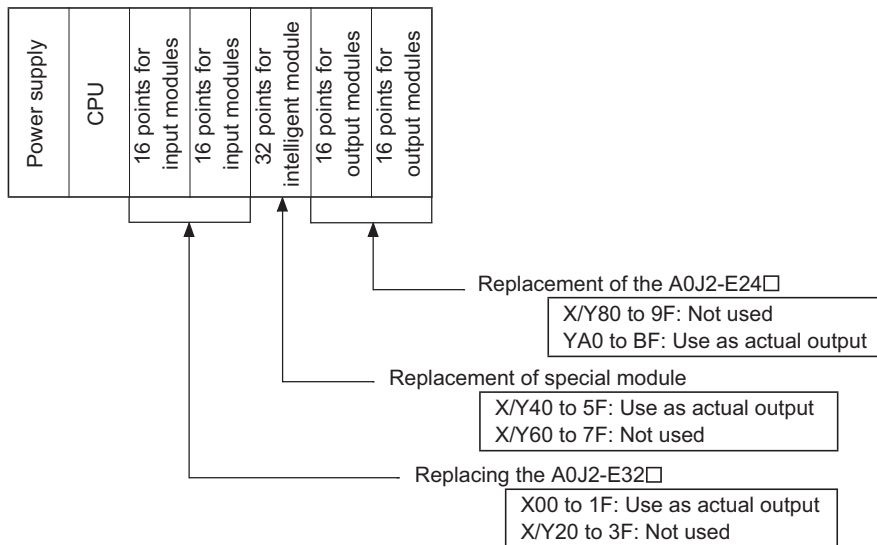 Power supply
CPU
16 points for
input modules
16 points for
input modules
32 points for
intelligent module
16 points for
output modules
16 points for
output modules
Replacement of the A0J2-E24□
X/Y80 to 9F: Not used
YA0 to BF: Use as actual output
Replacement of special module
X/Y40 to 5F: Use as actual output
X/Y60 to 7F: Not used
Replacing the A0J2-E32□
X00 to 1F: Use as actual output
X/Y20 to 3F: Not used